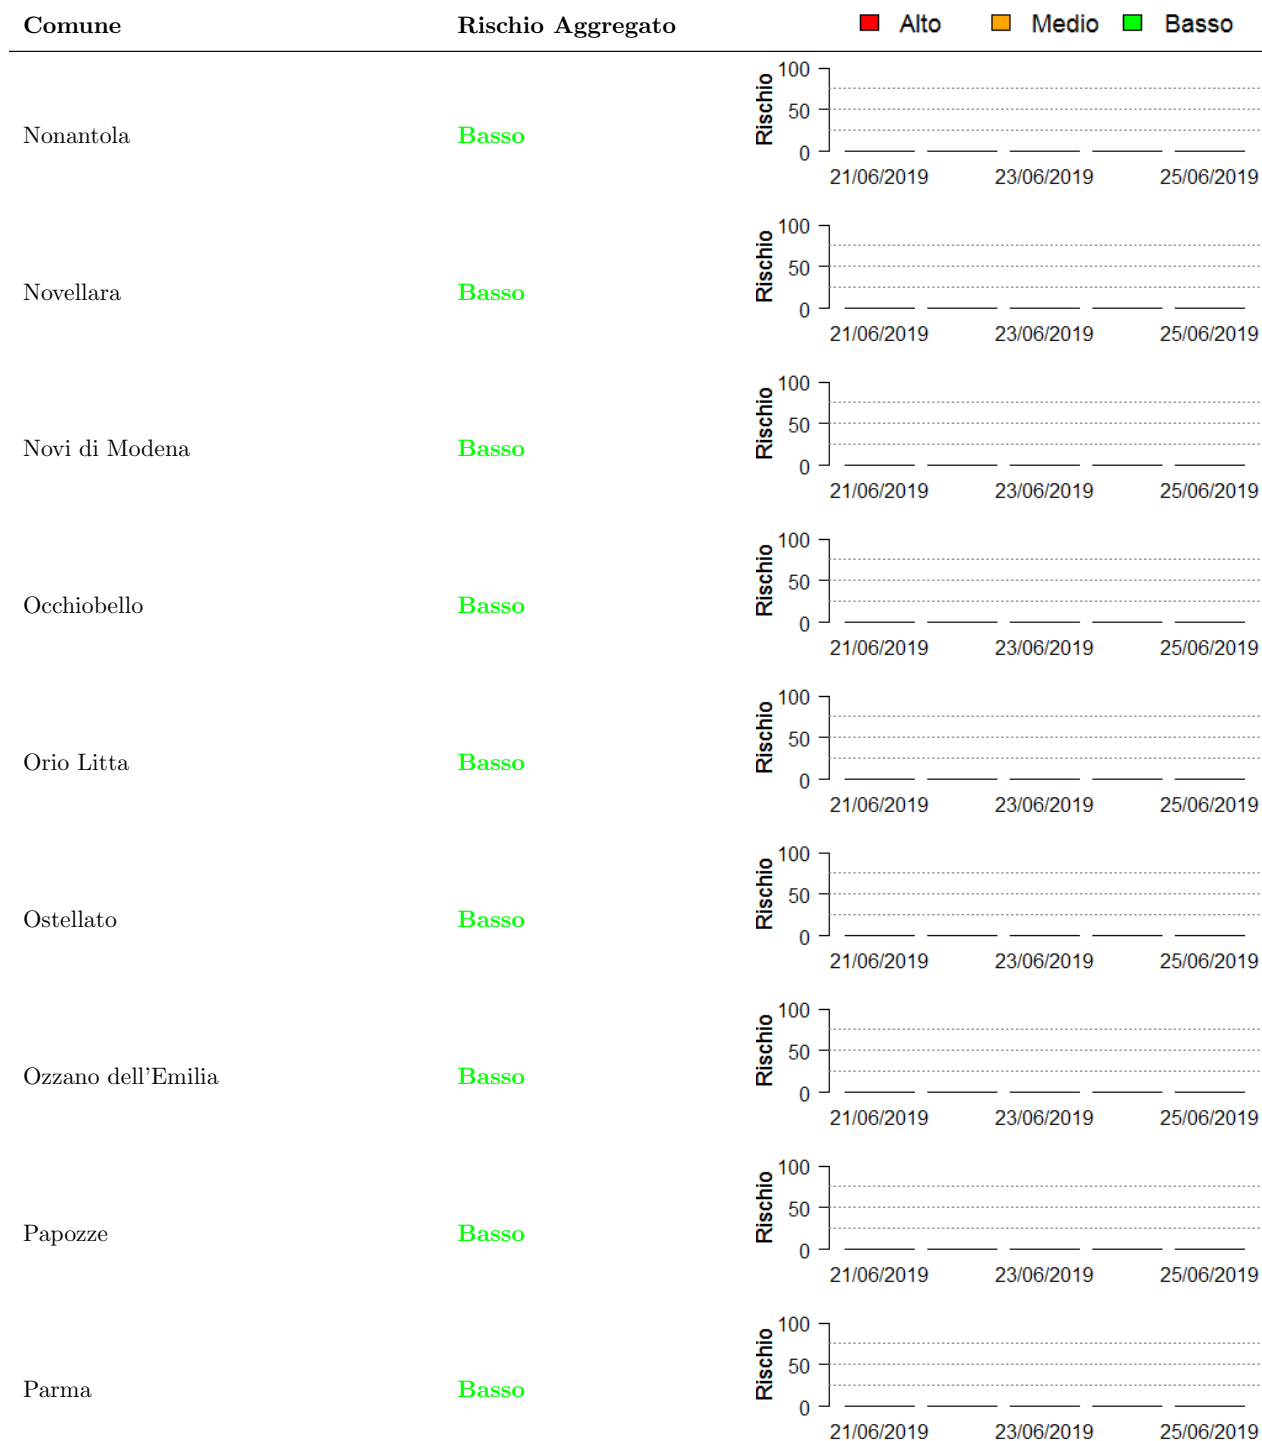 Comune Rischio Aggregato Alto Medio Basso
100
50
0
Rischio
Nonantola Basso
21/06/2019 23/06/2019 25/06/2019
100
50
0
Rischio
Novellara Basso
21/06/2019 23/06/2019 25/06/2019
100
50
0
Rischio
Novi di Modena Basso
21/06/2019 23/06/2019 25/06/2019
100
50
0
Rischio
Occhiobello Basso
21/06/2019 23/06/2019 25/06/2019
100
50
0
Rischio
Orio Litta Basso
21/06/2019 23/06/2019 25/06/2019
100
50
0
Rischio
Ostellato Basso
21/06/2019 23/06/2019 25/06/2019
100
50
0
Rischio
Ozzano dell'Emilia Basso
21/06/2019 23/06/2019 25/06/2019
100
50
0
Rischio
Papozze Basso
21/06/2019 23/06/2019 25/06/2019
100
50
0
Rischio
Parma Basso
21/06/2019 23/06/2019 25/06/2019